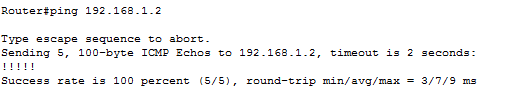 Router#ping 192.168.1.2
Type escape sequence to abort.
Sending 5, 100-byte ICMP Echos to 192.168.1.2, timeout is 2 seconds:
!!!!!
Success rate is 100 percent (5/5), round-trip min/avg/max = 3/7/9 ms